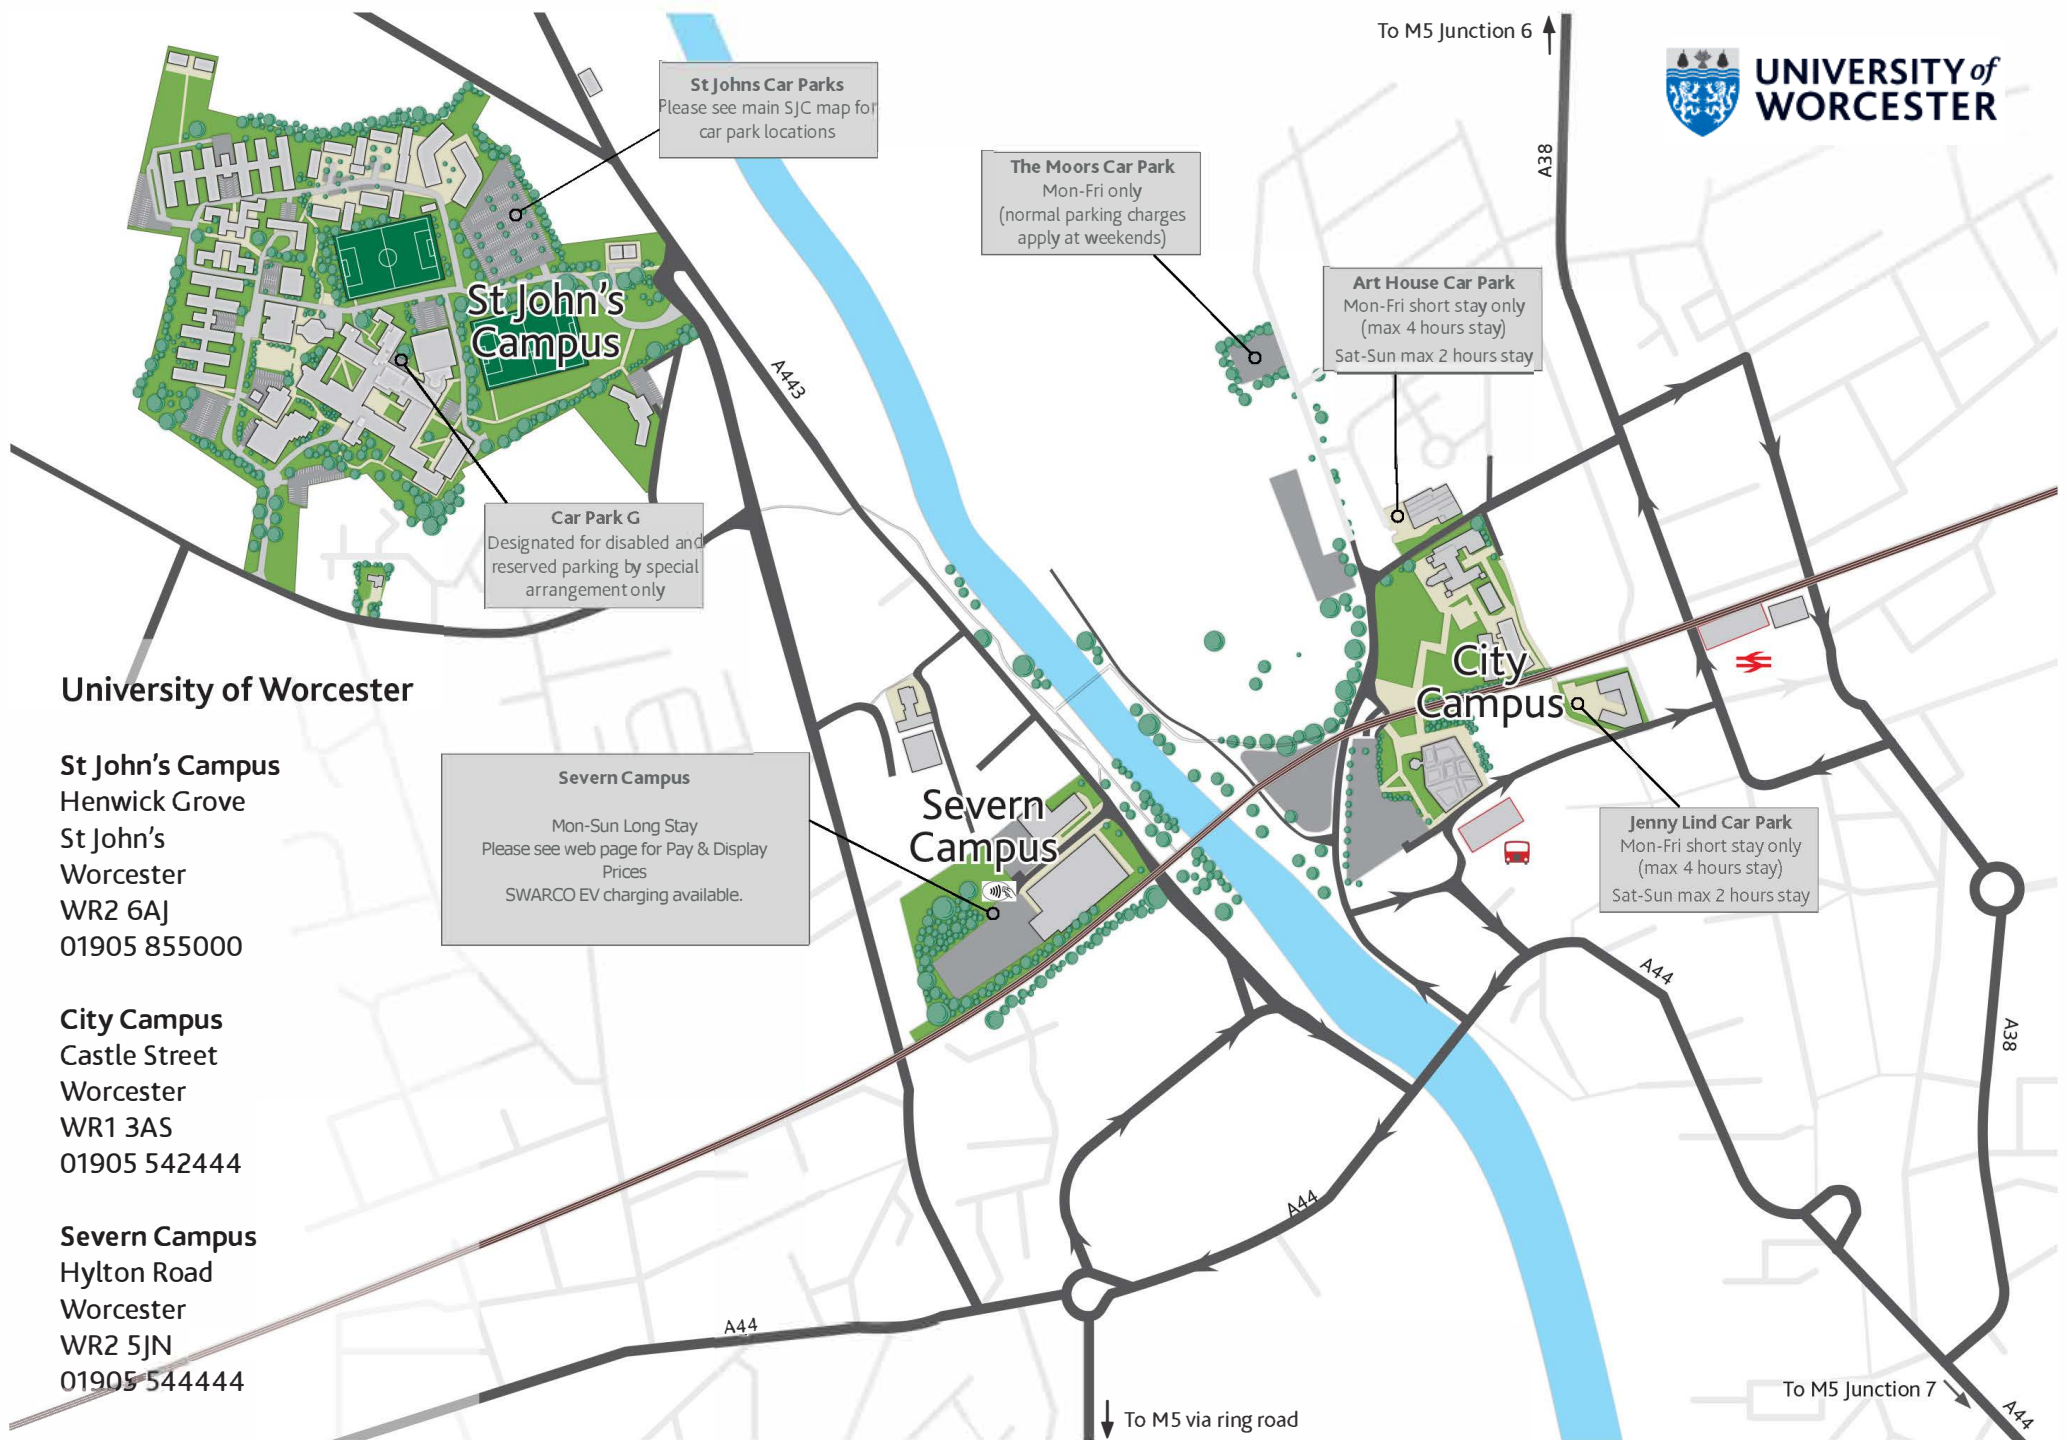 To M5 Junction 6
UNIVERSITY of
WORCESTER
A38
St Johns Car Parks
Please see main SJC map for
car park locations
The Moors Car Park
Mon-Fri only
(normal parking charges
apply at weekends)
Art House Car Park
Mon-Fri short stay only
(max 4 hours stay)
Sat-Sun max 2 hours stay
St John's
Campus
A443
Car Park G
Designated for disabled and
reserved parking by special
arrangement only
City
Campus
University of Worcester
St John's Campus
Henwick Grove
St John's
Worcester
WR2 6AJ
01905 855000
City Campus
Castle Street
Worcester
WR1 3AS
01905 542444
Severn Campus
Hylton Road
Worcester
WR2 5JN
01905 544444
Severn Campus
Mon-Sun Long Stay
Please see web page for Pay & Display
Prices
SWARCO EV charging available.
Severn
Campus
Jenny Lind Car Park
Mon-Fri short stay only
(max 4 hours stay)
Sat-Sun max 2 hours stay
A44
A38
A44
A44
To M5 Junction 7
A44
To M5 via ring road